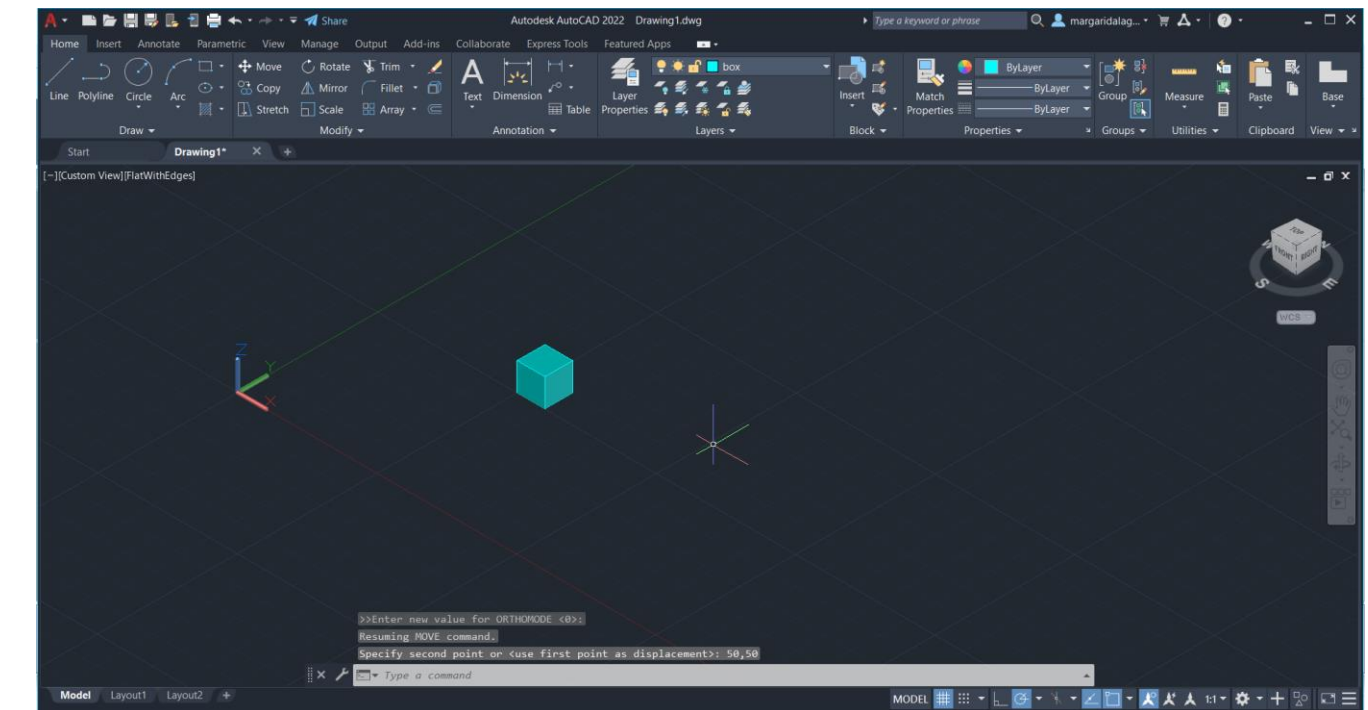 Share Autodesk AutoCAD 2022 Drawing1.dwg Type a keyword or phrase margaridalag...
Home Insert Annotate Parametric View Manage Output Add-ins Collaborate Express Tools Featured Apps
Move Rotate Trim box ByLayer
Line Polyline Circle Arc Copy Mirror Fillet Text Dimension Layer Properties Insert Match Properties ByLayer Group Measure Paste Base
Stretch Scale Array Table ByLayer
Draw Modify Annotation Layers Block Properties Groups Utilities Clipboard View
Start Drawing1* +
[−][Custom View][FlatWithEdges]
TOP
FRONT RIGHT
S E
WCS
Z
Y
X
>>Enter new value for ORTHOMODE <0>:
Resuming MOVE command.
Specify second point or <use first point as displacement>: 50,50
Type a command
Model Layout1 Layout2 + MODEL 1:1